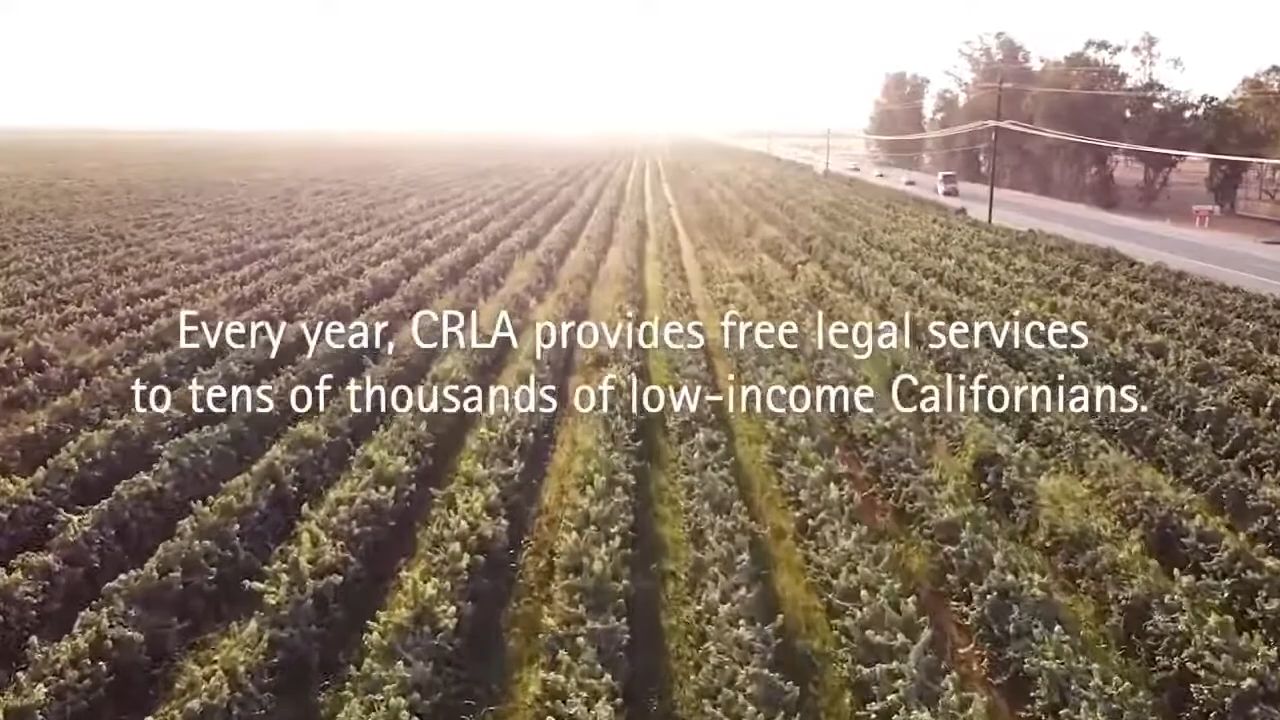 Every year, CRLA provides free legal services
to tens of thousands of low-income Californians.